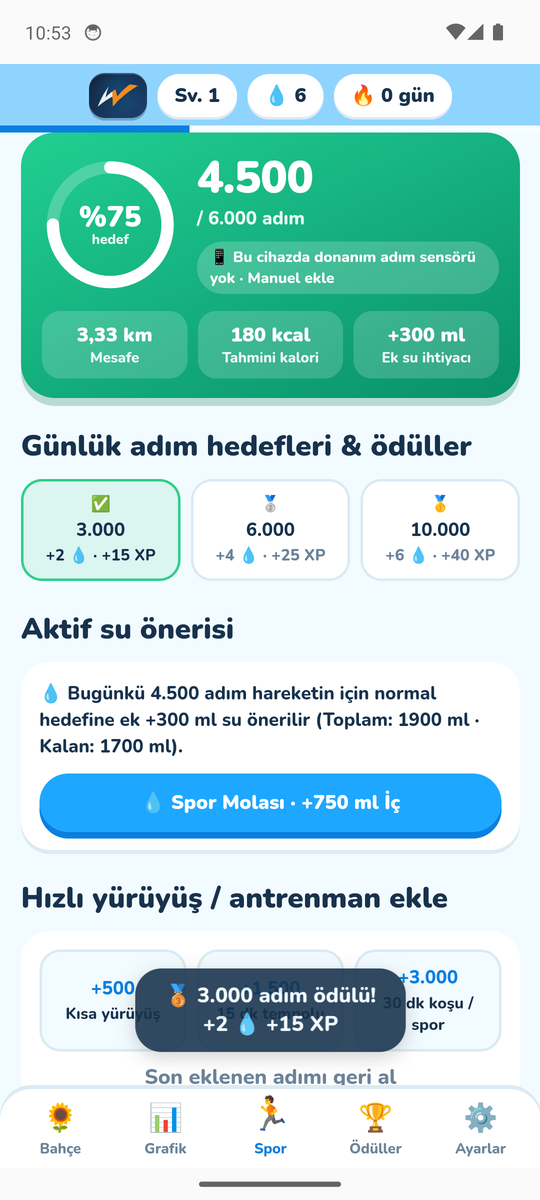 10:53
Sv. 1
6
0 gün
%75
hedef
4.500
/ 6.000 adım
Bu cihazda donanım adım sensörü
yok · Manuel ekle
3,33 km
Mesafe
180 kcal
Tahmini kalori
+300 ml
Ek su ihtiyacı
Günlük adım hedefleri & ödüller
3.000
+2 💧 · +15 XP
6.000
+4 💧 · +25 XP
10.000
+6 💧 · +40 XP
Aktif su önerisi
💧 Bugünkü 4.500 adım hareketin için normal
hedefine ek +300 ml su önerilir (Toplam: 1900 ml ·
Kalan: 1700 ml).
💧 Spor Molası · +750 ml İç
Hızlı yürüyüş / antrenman ekle
+500
Kısa yürüyüş
+1.500
15 dk tempolu
+3.000
30 dk koşu /
spor
🥉 3.000 adım ödülü!
+2 💧 +15 XP
Son eklenen adımı geri al
Bahçe
Grafik
Spor
Ödüller
Ayarlar